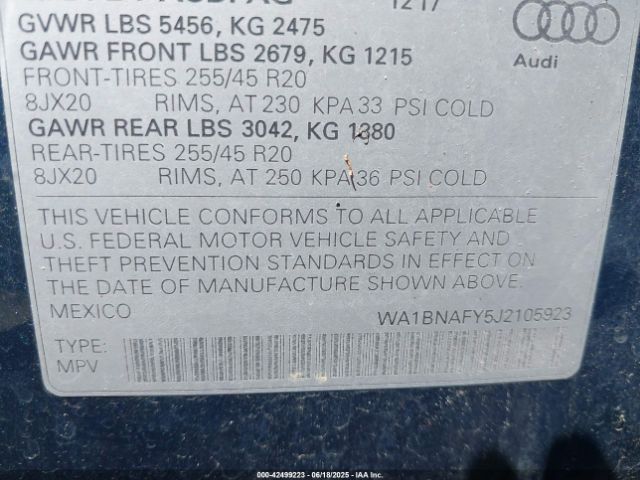 12 17
GVWR LBS 5456, KG 2475
GAWR FRONT LBS 2679, KG 1215
FRONT-TIRES 255/45 R20
8JX20 RIMS, AT 230 KPA 33 PSI COLD
GAWR REAR LBS 3042, KG 1380
REAR-TIRES 255/45 R20
8JX20 RIMS, AT 250 KPA 36 PSI COLD
Audi
THIS VEHICLE CONFORMS TO ALL APPLICABLE
U.S. FEDERAL MOTOR VEHICLE SAFETY AND
THEFT PREVENTION STANDARDS IN EFFECT ON
THE DATE OF MANUFACTURE SHOWN ABOVE.
MEXICO WA1BNAFY5J2105923
TYPE:
MPV
000-42499223 - 06/18/2025 - IAA Inc.